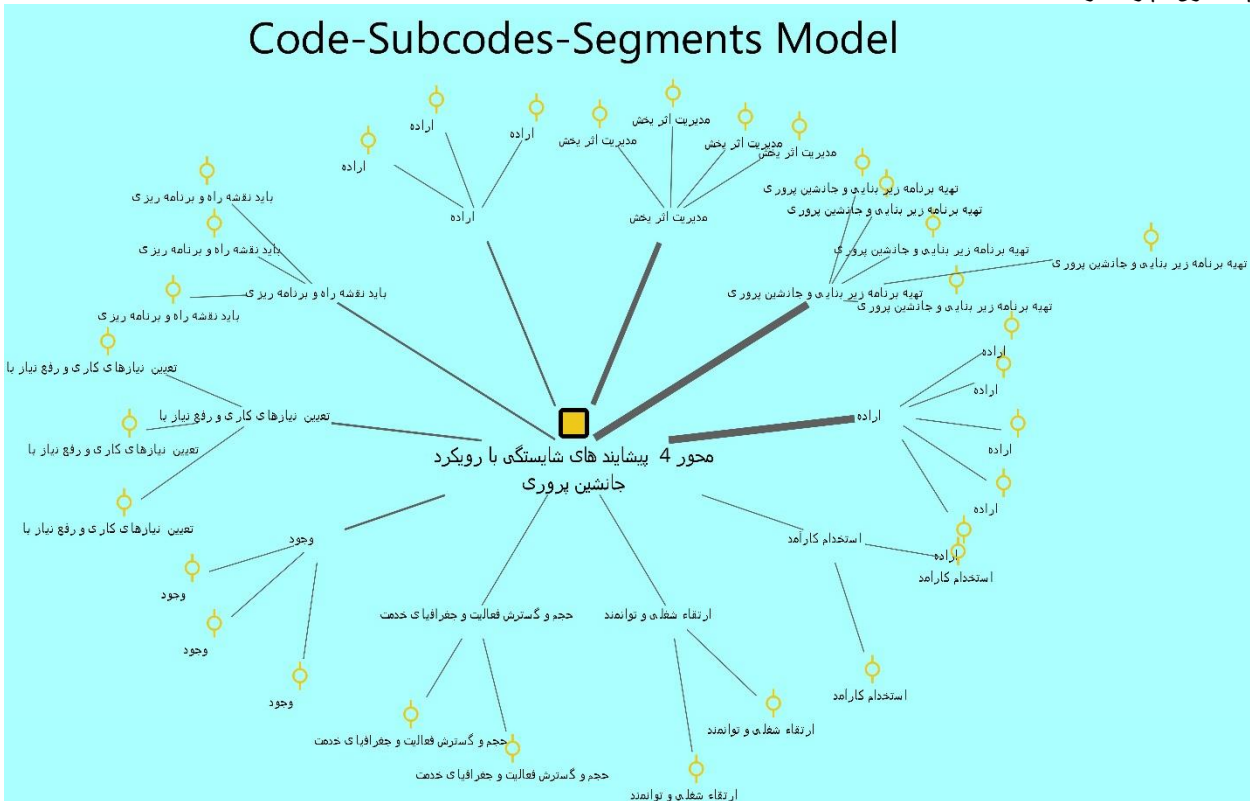 Code-Subcodes-Segments Model
اراده
اراده
اراده
اراده
مدیریت اثر بخش
مدیریت اثر بخش
مدیریت اثر بخش
مدیریت اثر بخش
مدیریت اثر بخش
تهیه برنامه زیر بنایی و جانشین پروری
تهیه برنامه زیر بنایی و جانشین پروری
تهیه برنامه زیر بنایی و جانشین پروری
تهیه برنامه زیر بنایی و جانشین پروری
تهیه برنامه زیر بنایی و جانشین پروری
تهیه برنامه زیر بنایی و جانشین پروری
باید نقشه راه و برنامه ریزی
باید نقشه راه و برنامه ریزی
باید نقشه راه و برنامه ریزی
باید نقشه راه و برنامه ریزی
اراده
اراده
اراده
اراده
اراده
اراده
تعیین نیازهای کاری و رفع نیاز با
تعیین نیازهای کاری و رفع نیاز با
تعیین نیازهای کاری و رفع نیاز با
تعیین نیازهای کاری و رفع نیاز با
محور 4 پیشایند های شایستگی با رویکرد
جانشین پروری
وجود
وجود
وجود
وجود
استخدام کارآمد
استخدام کارآمد
استخدام کارآمد
حجم و گسترش فعالیت و جغرافیای خدمت
حجم و گسترش فعالیت و جغرافیای خدمت
حجم و گسترش فعالیت و جغرافیای خدمت
ارتقاء شغلی و توانمند
ارتقاء شغلی و توانمند
ارتقاء شغلی و توانمند